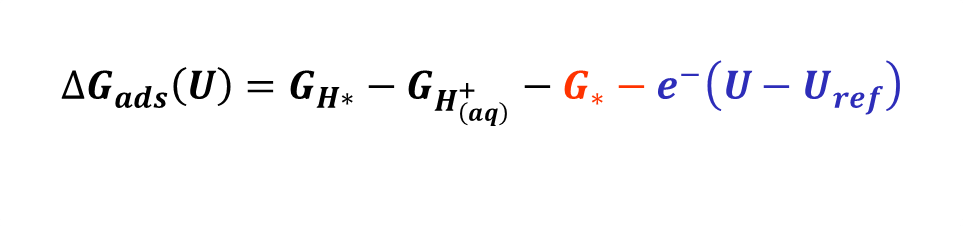 ΔG_ads(U) = G_H* − G_H⁺_(aq) − G_* − e⁻(U − U_ref)